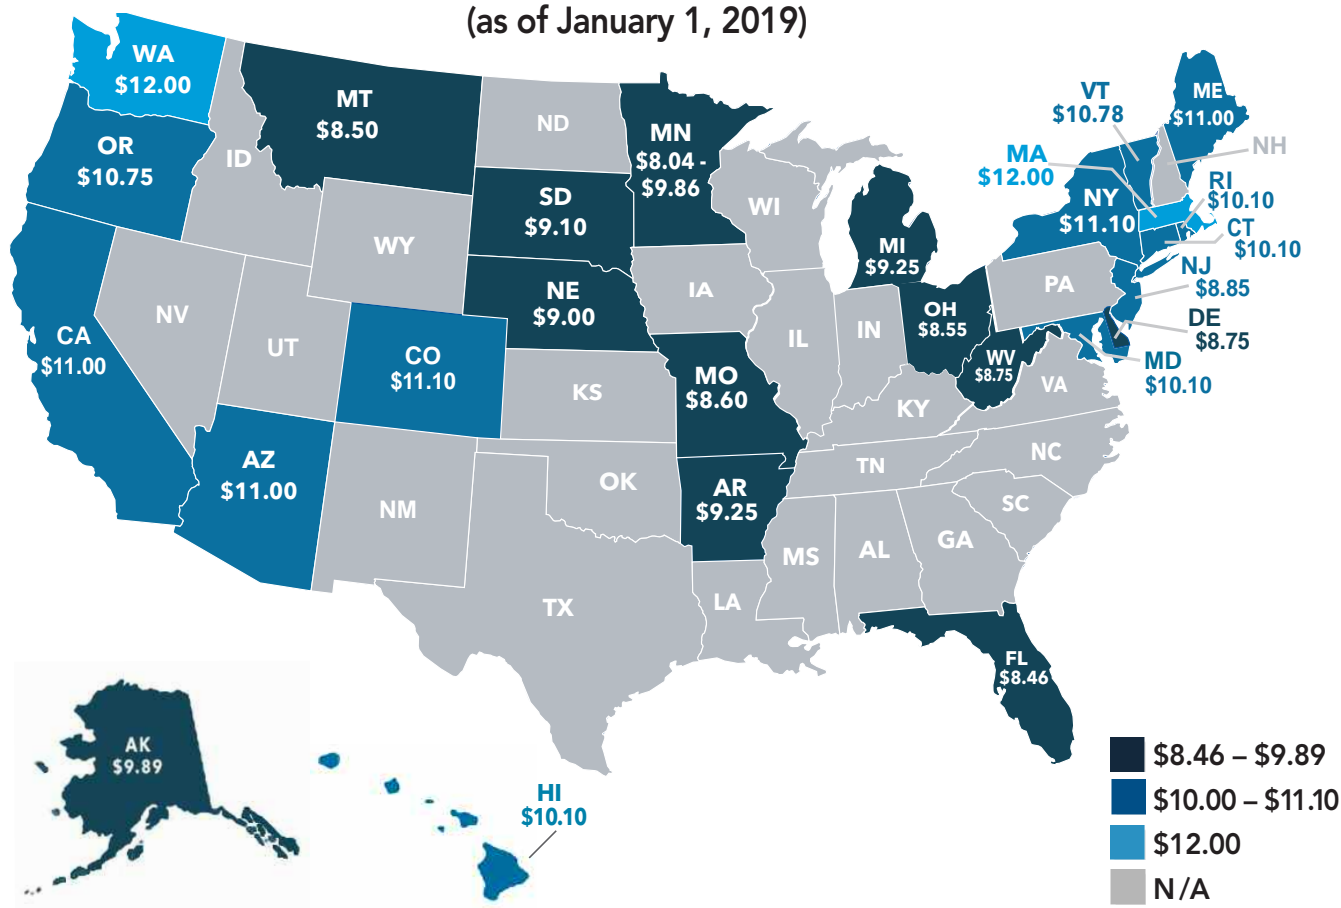 (as of January 1, 2019)
WA
$12.00
MT
$8.50
ND
MN
$8.04 -
$9.86
VT
$10.78
ME
$11.00
OR
$10.75
ID
MA
$12.00
NH
SD
$9.10
WI
NY
$11.10
RI
$10.10
WY
MI
$9.25
CT
$10.10
NJ
$8.85
NE
$9.00
IA
PA
NV
OH
$8.55
DE
$8.75
CA
$11.00
UT
CO
$11.10
IL
IN
WV
$8.75
MD
$10.10
KS
MO
$8.60
VA
KY
AZ
$11.00
NC
TN
OK
AR
$9.25
NM
SC
MS
AL
GA
TX
LA
FL
$8.46
AK
$9.89
HI
$10.10
$8.46 – $9.89
$10.00 – $11.10
$12.00
N/A